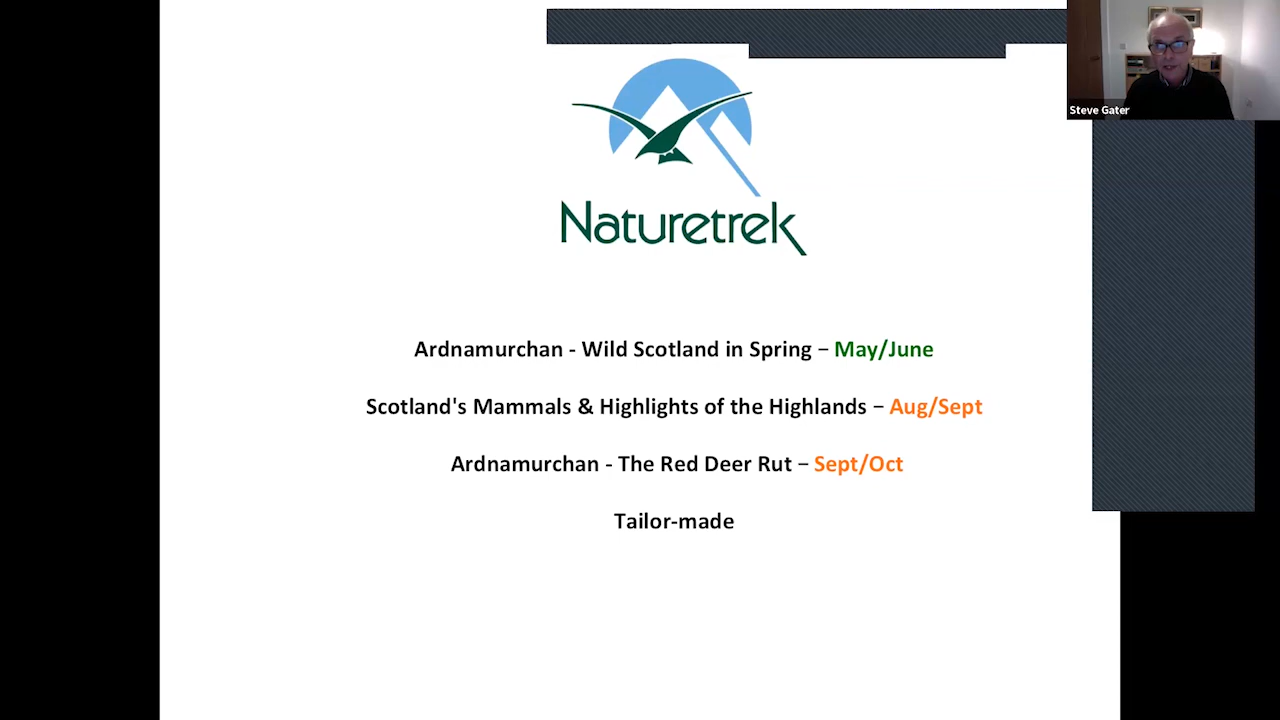 Steve Gater
Naturetrek
Ardnamurchan - Wild Scotland in Spring – May/June
Scotland's Mammals & Highlights of the Highlands – Aug/Sept
Ardnamurchan - The Red Deer Rut – Sept/Oct
Tailor-made